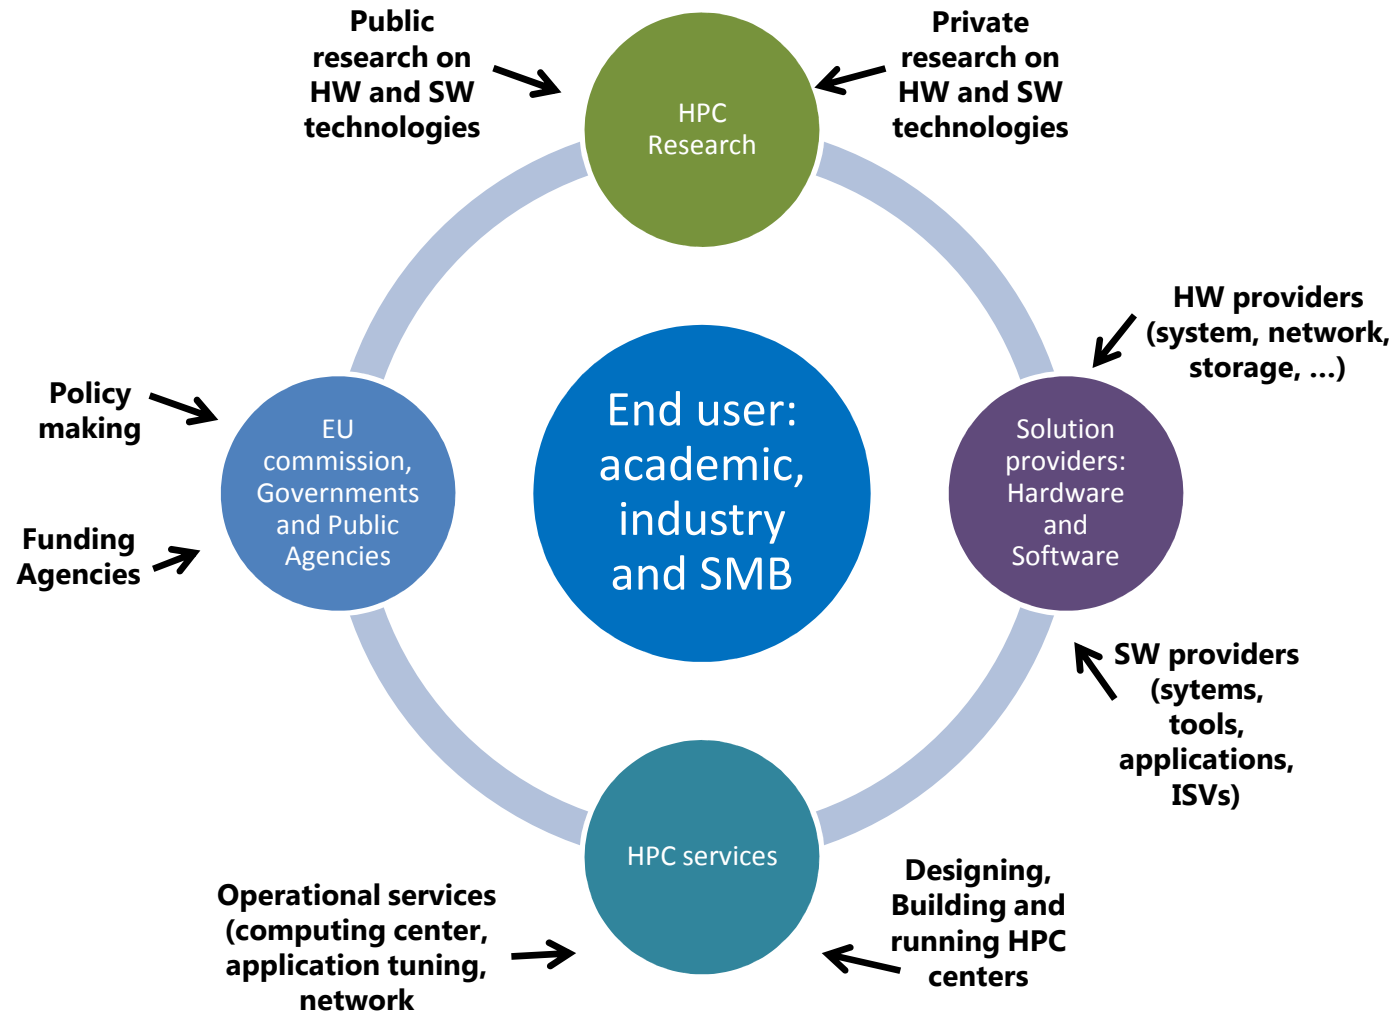 Public
research on
HW and SW
technologies
HPC
Research
Private
research on
HW and SW
technologies
HW providers
(system, network,
storage, ...)
Policy
making
Funding
Agencies
EU
commission,
Governments
and Public
Agencies
End user:
academic,
industry
and SMB
Solution
providers:
Hardware
and
Software
SW providers
(sytems,
tools,
applications,
ISVs)
HPC services
Operational services
(computing center,
application tuning,
network
Designing,
Building and
running HPC
centers